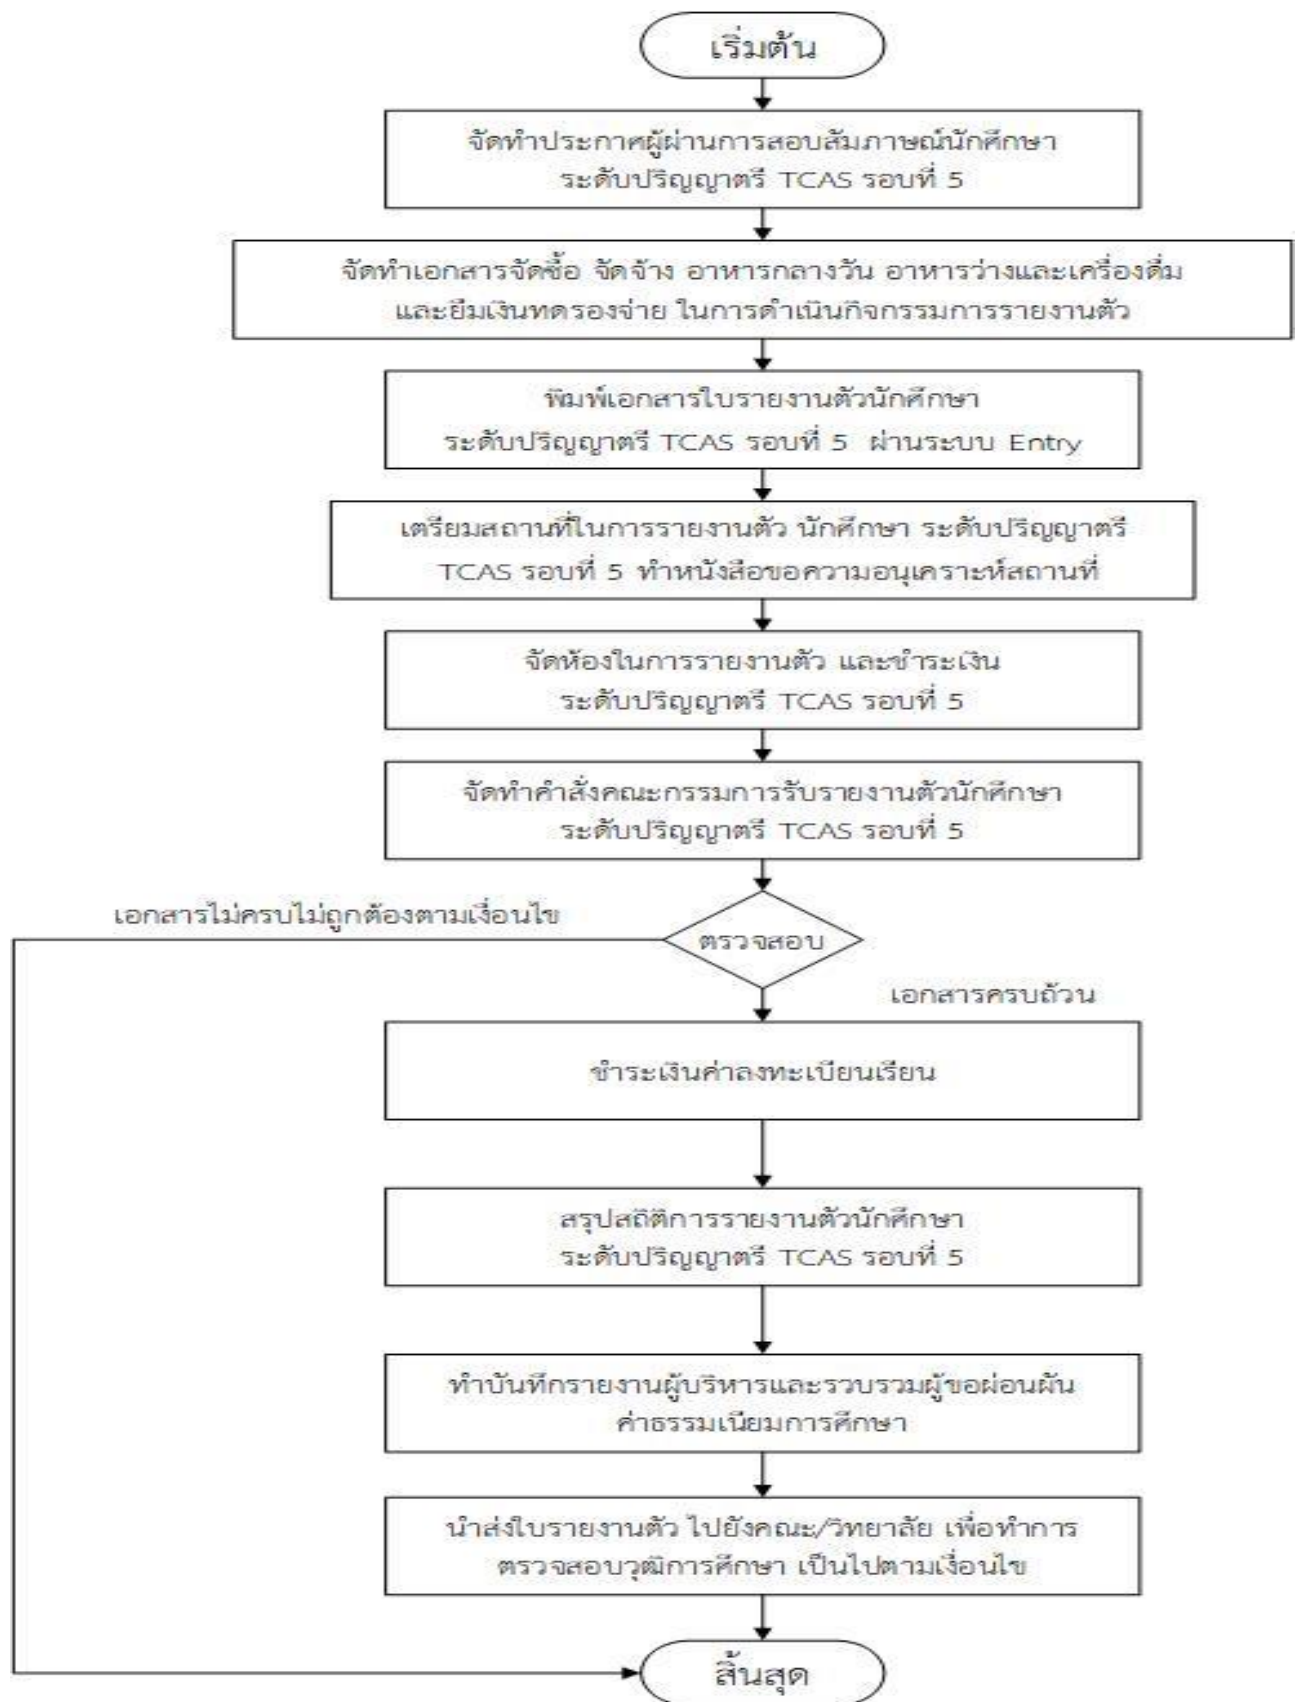 เริ่มต้น
จัดทำประกาศผู้ผ่านการสอบสัมภาษณ์นักศึกษา
ระดับปริญญาตรี TCAS รอบที่ 5
จัดทำเอกสารจัดซื้อ จัดจ้าง อาหารกลางวัน อาหารว่างและเครื่องดื่ม
และยืมเงินทดรองจ่าย ในการดำเนินกิจกรรมการรายงานตัว
พิมพ์เอกสารใบรายงานตัวนักศึกษา
ระดับปริญญาตรี TCAS รอบที่ 5 ผ่านระบบ Entry
เตรียมสถานที่ในการรายงานตัว นักศึกษา ระดับปริญญาตรี
TCAS รอบที่ 5 ทำหนังสือขอความอนุเคราะห์สถานที่
จัดห้องในการรายงานตัว และชำระเงิน
ระดับปริญญาตรี TCAS รอบที่ 5
จัดทำคำสั่งคณะกรรมการรับรายงานตัวนักศึกษา
ระดับปริญญาตรี TCAS รอบที่ 5
เอกสารไม่ครบไม่ถูกต้องตามเงื่อนไข
ตรวจสอบ
เอกสารครบถ้วน
ชำระเงินค่าลงทะเบียนเรียน
สรุปสถิติการรายงานตัวนักศึกษา
ระดับปริญญาตรี TCAS รอบที่ 5
ทำบันทึกรายงานผู้บริหารและรวบรวมผู้ขอผ่อนผัน
ค่าธรรมเนียมการศึกษา
นำส่งใบรายงานตัว ไปยังคณะ/วิทยาลัย เพื่อทำการ
ตรวจสอบวุฒิการศึกษา เป็นไปตามเงื่อนไข
สิ้นสุด